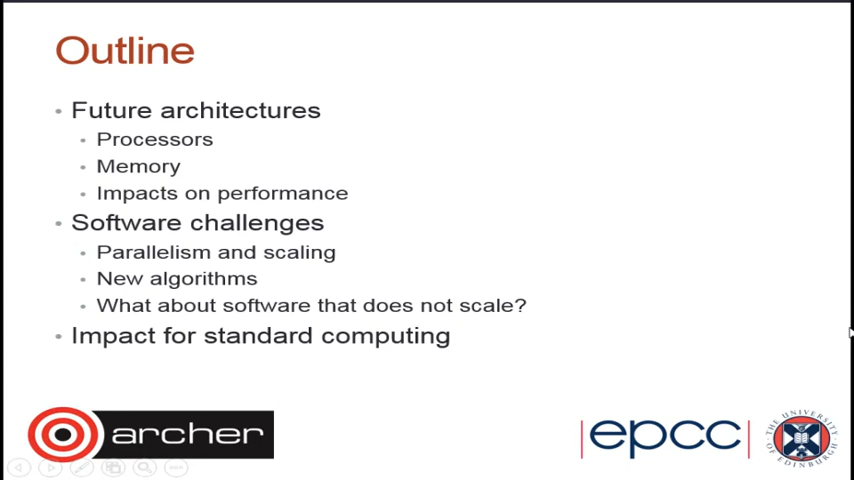 Outline
• Future architectures
• Processors
• Memory
• Impacts on performance
• Software challenges
• Parallelism and scaling
• New algorithms
• What about software that does not scale?
• Impact for standard computing
archer
epcc
THE UNIVERSITY OF EDINBURGH